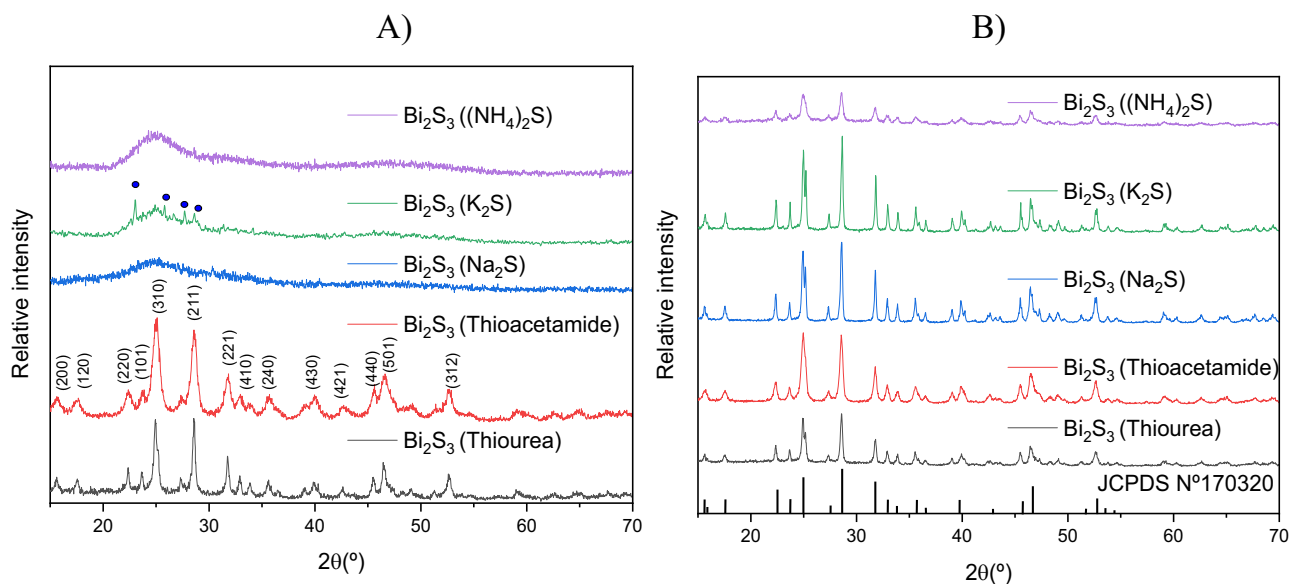 A)
Bi₂S₃ ((NH₄)₂S)
Bi₂S₃ (K₂S)
Bi₂S₃ (Na₂S)
Bi₂S₃ (Thioacetamide)
Bi₂S₃ (Thiourea)
(200)
(120)
(220)
(101)
(310)
(211)
(221)
(410)
(240)
(430)
(421)
(440)
(501)
(312)
Relative intensity
20 30 40 50 60 70
2θ(º)
B)
Bi₂S₃ ((NH₄)₂S)
Bi₂S₃ (K₂S)
Bi₂S₃ (Na₂S)
Bi₂S₃ (Thioacetamide)
Bi₂S₃ (Thiourea)
JCPDS Nº170320
Relative intensity
20 30 40 50 60 70
2θ(º)